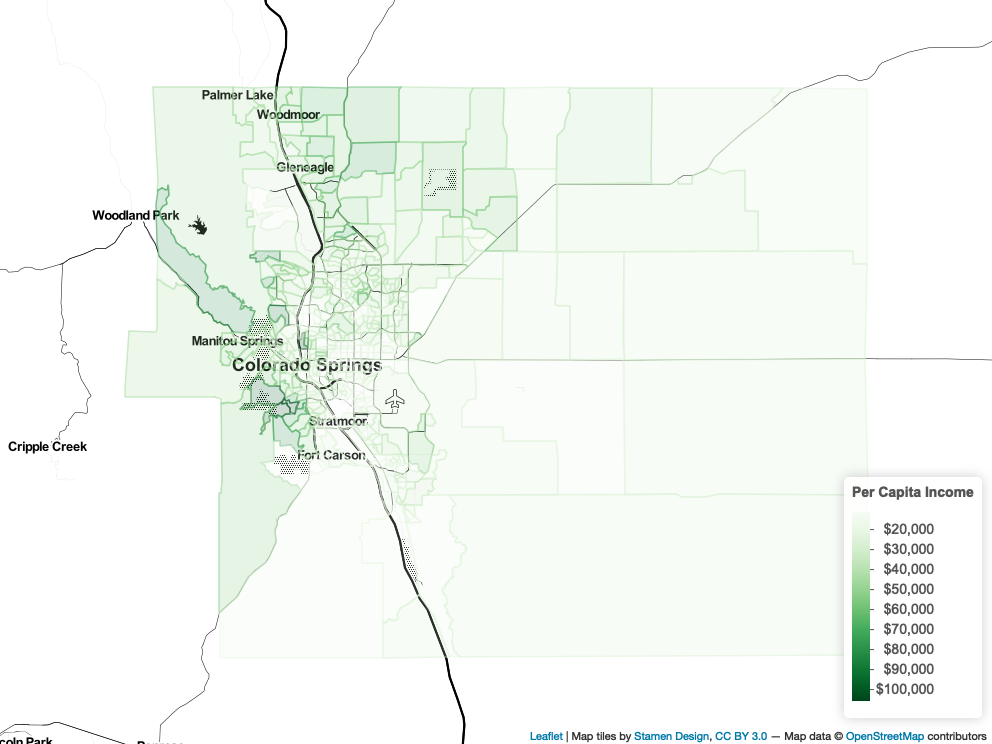 Palmer Lake
Woodmoor
Gleneagle
Woodland Park
Manitou Springs
Colorado Springs
Stratmoor
Cripple Creek
Fort Carson
Per Capita Income
$20,000
$30,000
$40,000
$50,000
$60,000
$70,000
$80,000
$90,000
$100,000
Leaflet | Map tiles by Stamen Design, CC BY 3.0 — Map data © OpenStreetMap contributors
coln Park